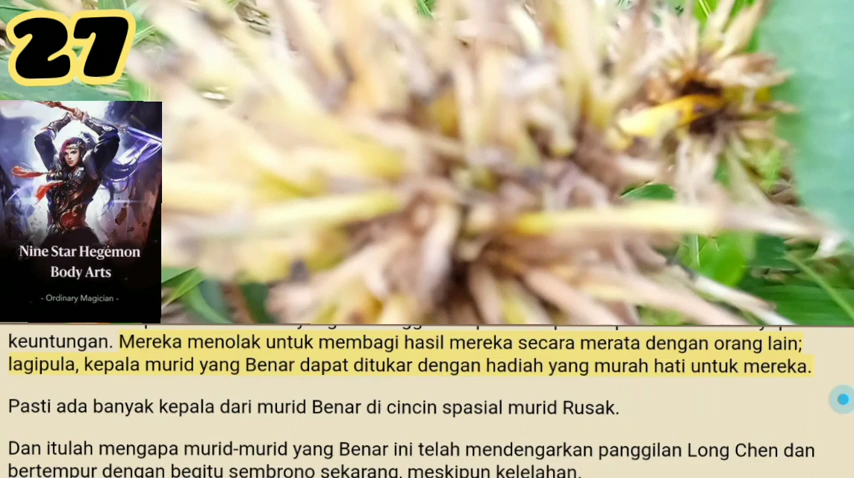 27
Nine Star Hegemon
Body Arts
- Ordinary Magician -
keuntungan. Mereka menolak untuk membagi hasil mereka secara merata dengan orang lain;
lagipula, kepala murid yang Benar dapat ditukar dengan hadiah yang murah hati untuk mereka.
Pasti ada banyak kepala dari murid Benar di cincin spasial murid Rusak.
Dan itulah mengapa murid-murid yang Benar ini telah mendengarkan panggilan Long Chen dan
bertempur dengan begitu sembrono sekarang, meskipun kelelahan.